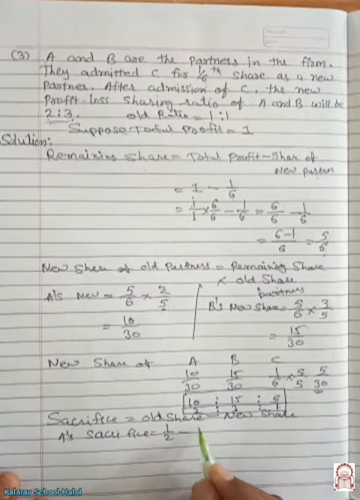 (3) A and B are the Partners in the firm.
They admitted C for 1/6th share as a new
Partner. After admission of C, the new
Profit-loss sharing ratio of A and B will be
2:3. old Ratio = 1:1
Suppose Total Profit = 1
Solution:
Remaining share = Total Profit - Share of
New Partner
= 1 - 1/6
= 1/1 × 6/6 - 1/6 = 6/6 - 1/6
= 6-1/6 = 5/6
New Share of old Partners = Remaining Share
× old Share
Partners
A's New = 5/6 × 2/5
B's New Share = 5/6 × 3/5
= 10/30
= 15/30
New Share of A B C
10/30 15/30 1/6 × 5/5 5/30
10 : 15 : 5
Sacrifice = old Share - New Share
A's Sacrifice = 1/2 -
Kalarav School Halol